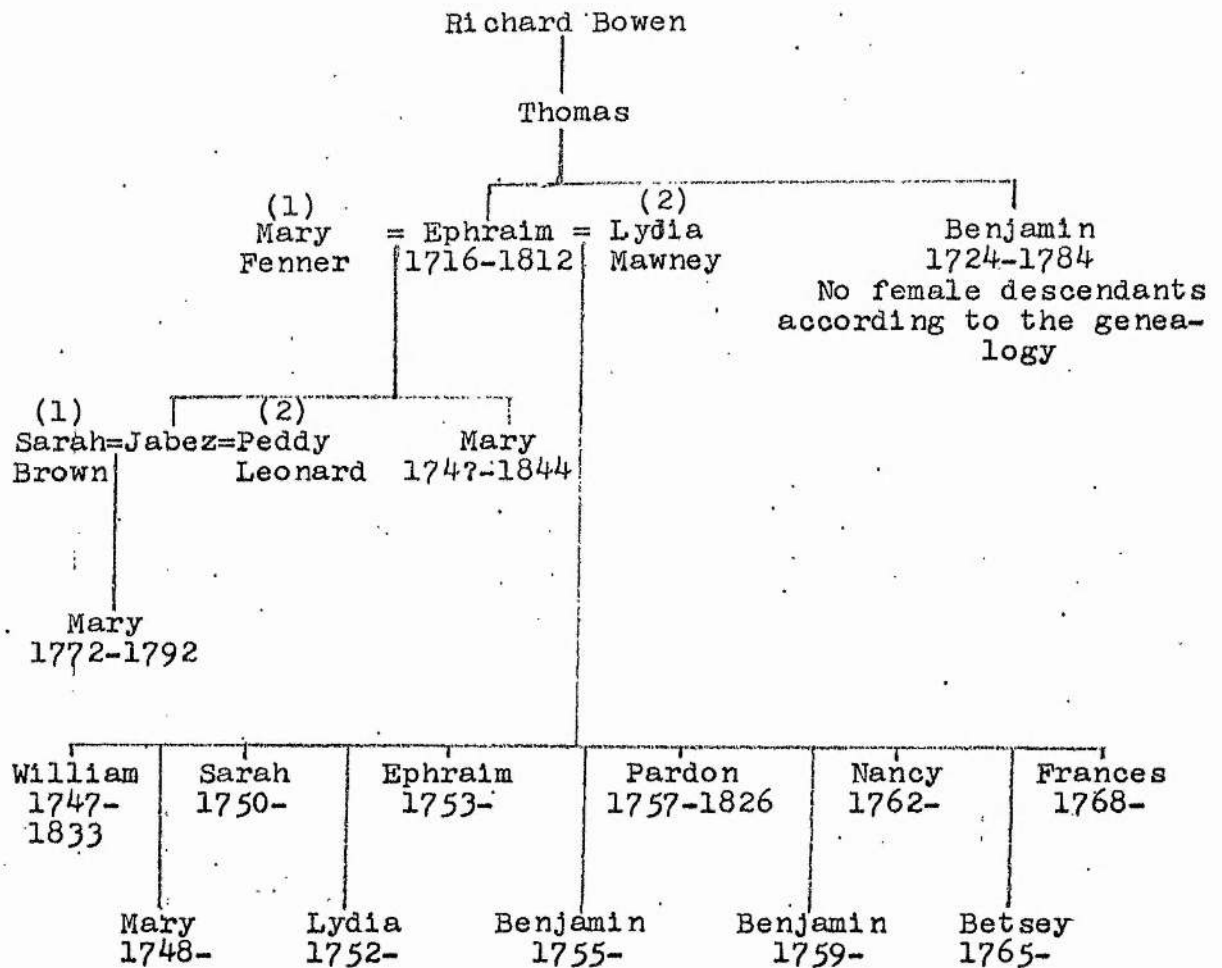 Richard Bowen
Thomas
(1) (2)
Mary = Ephraim = Lydia Benjamin
Fenner 1716-1812 Mawney 1724-1784
No female descendants
according to the genea-
logy
(1) (2)
Sarah=Jabez=Peddy Mary
Brown Leonard 174?-1844
Mary
1772-1792
William Sarah Ephraim Pardon Nancy Frances
1747- 1750- 1753- 1757-1826 1762- 1768-
1833
Mary Lydia Benjamin Benjamin Betsey
1748- 1752- 1755- 1759- 1765-